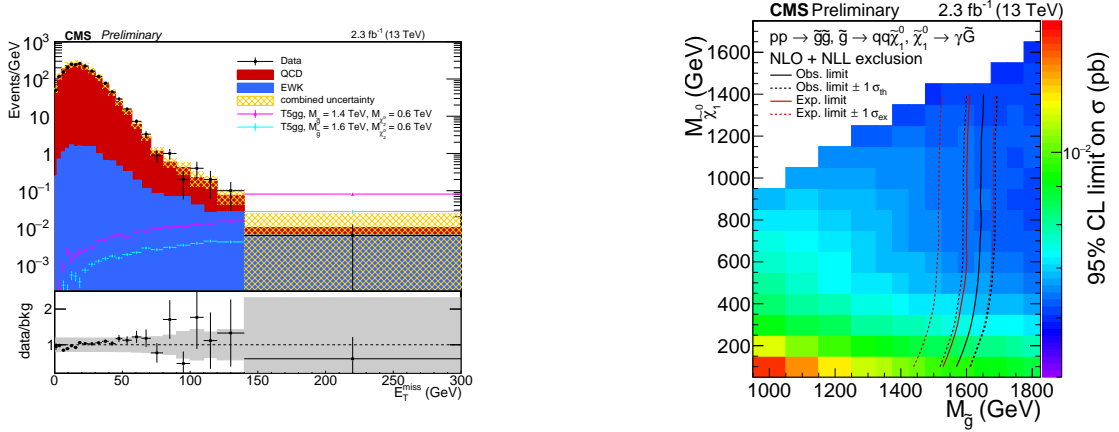 CMS Preliminary 2.3 fb⁻¹ (13 TeV)
Events/GeV
10³
10²
10
1
10⁻¹
10⁻²
10⁻³
Data
QCD
EWK
combined uncertainty
T5gg, M_g̃ = 1.4 TeV, M_χ̃ = 0.6 TeV
T5gg, M_g̃ = 1.6 TeV, M_χ̃ = 0.6 TeV
data/bkg
2
1
0 50 100 150 200 250 300
E_T^miss (GeV)
CMS Preliminary 2.3 fb⁻¹ (13 TeV)
M_χ̃₁⁰ (GeV)
pp → g̃g̃, g̃ → qqχ̃₁⁰, χ̃₁⁰ → γG̃
NLO + NLL exclusion
Obs. limit
Obs. limit ± 1 σ_th
Exp. limit
Exp. limit ± 1 σ_ex
1600
1400
1200
1000
800
600
400
200
1000 1200 1400 1600 1800
M_g̃ (GeV)
10⁻²
95% CL limit on σ (pb)